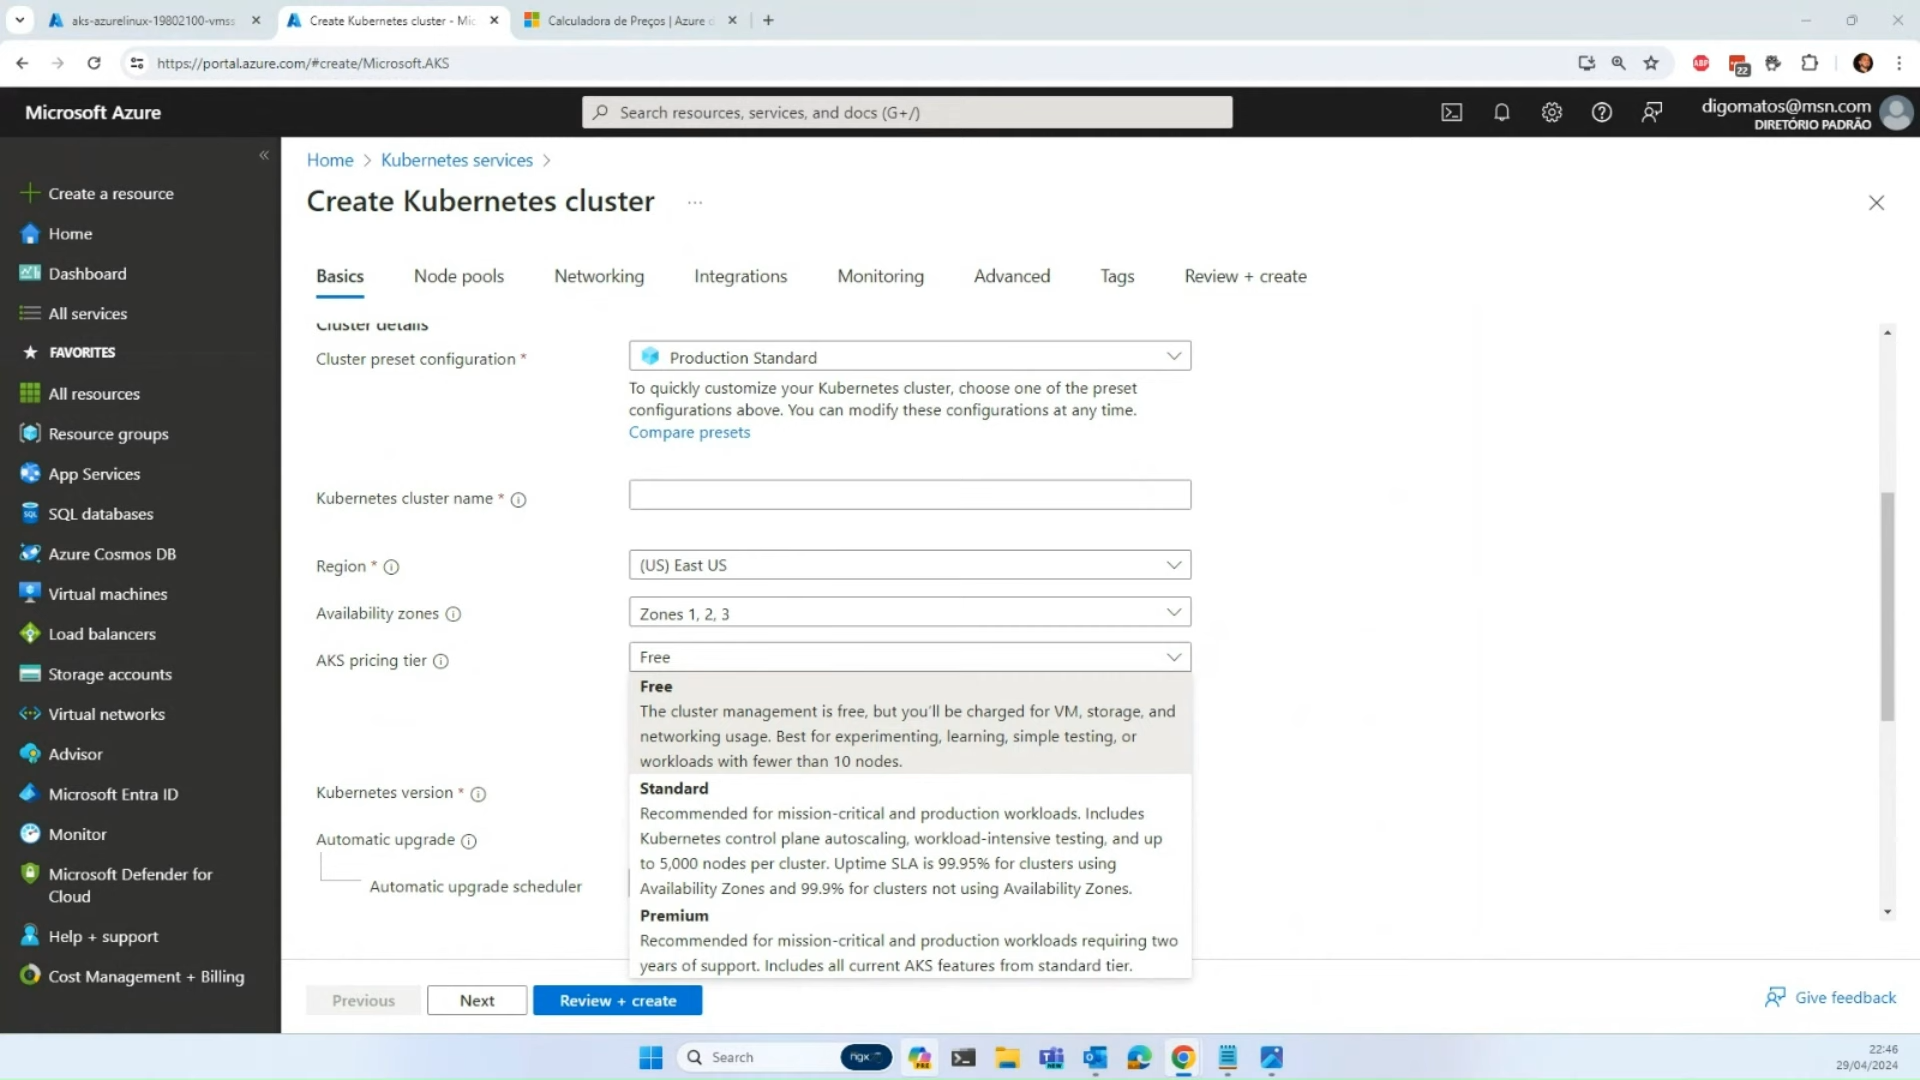 aks-azurelinux-19802100-vmss
Create Kubernetes cluster - Mic
Calculadora de Preços | Azure d
https://portal.azure.com/#create/Microsoft.AKS
ABP
22
Microsoft Azure
Search resources, services, and docs (G+/)
digomatos@msn.com
DIRETÓRIO PADRÃO
Create a resource
Home
Dashboard
All services
FAVORITES
All resources
Resource groups
App Services
SQL databases
Azure Cosmos DB
Virtual machines
Load balancers
Storage accounts
Virtual networks
Advisor
Microsoft Entra ID
Monitor
Microsoft Defender for
Cloud
Help + support
Cost Management + Billing
Home > Kubernetes services >
Create Kubernetes cluster ...
Basics
Node pools
Networking
Integrations
Monitoring
Advanced
Tags
Review + create
Cluster details
Cluster preset configuration *
Production Standard
To quickly customize your Kubernetes cluster, choose one of the preset
configurations above. You can modify these configurations at any time.
Compare presets
Kubernetes cluster name *
Region *
(US) East US
Availability zones
Zones 1, 2, 3
AKS pricing tier
Free
Free
The cluster management is free, but you'll be charged for VM, storage, and
networking usage. Best for experimenting, learning, simple testing, or
workloads with fewer than 10 nodes.
Standard
Recommended for mission-critical and production workloads. Includes
Kubernetes control plane autoscaling, workload-intensive testing, and up
to 5,000 nodes per cluster. Uptime SLA is 99.95% for clusters using
Availability Zones and 99.9% for clusters not using Availability Zones.
Premium
Recommended for mission-critical and production workloads requiring two
years of support. Includes all current AKS features from standard tier.
Kubernetes version *
Automatic upgrade
Automatic upgrade scheduler
Previous
Next
Review + create
Give feedback
Search
22:46
29/04/2024